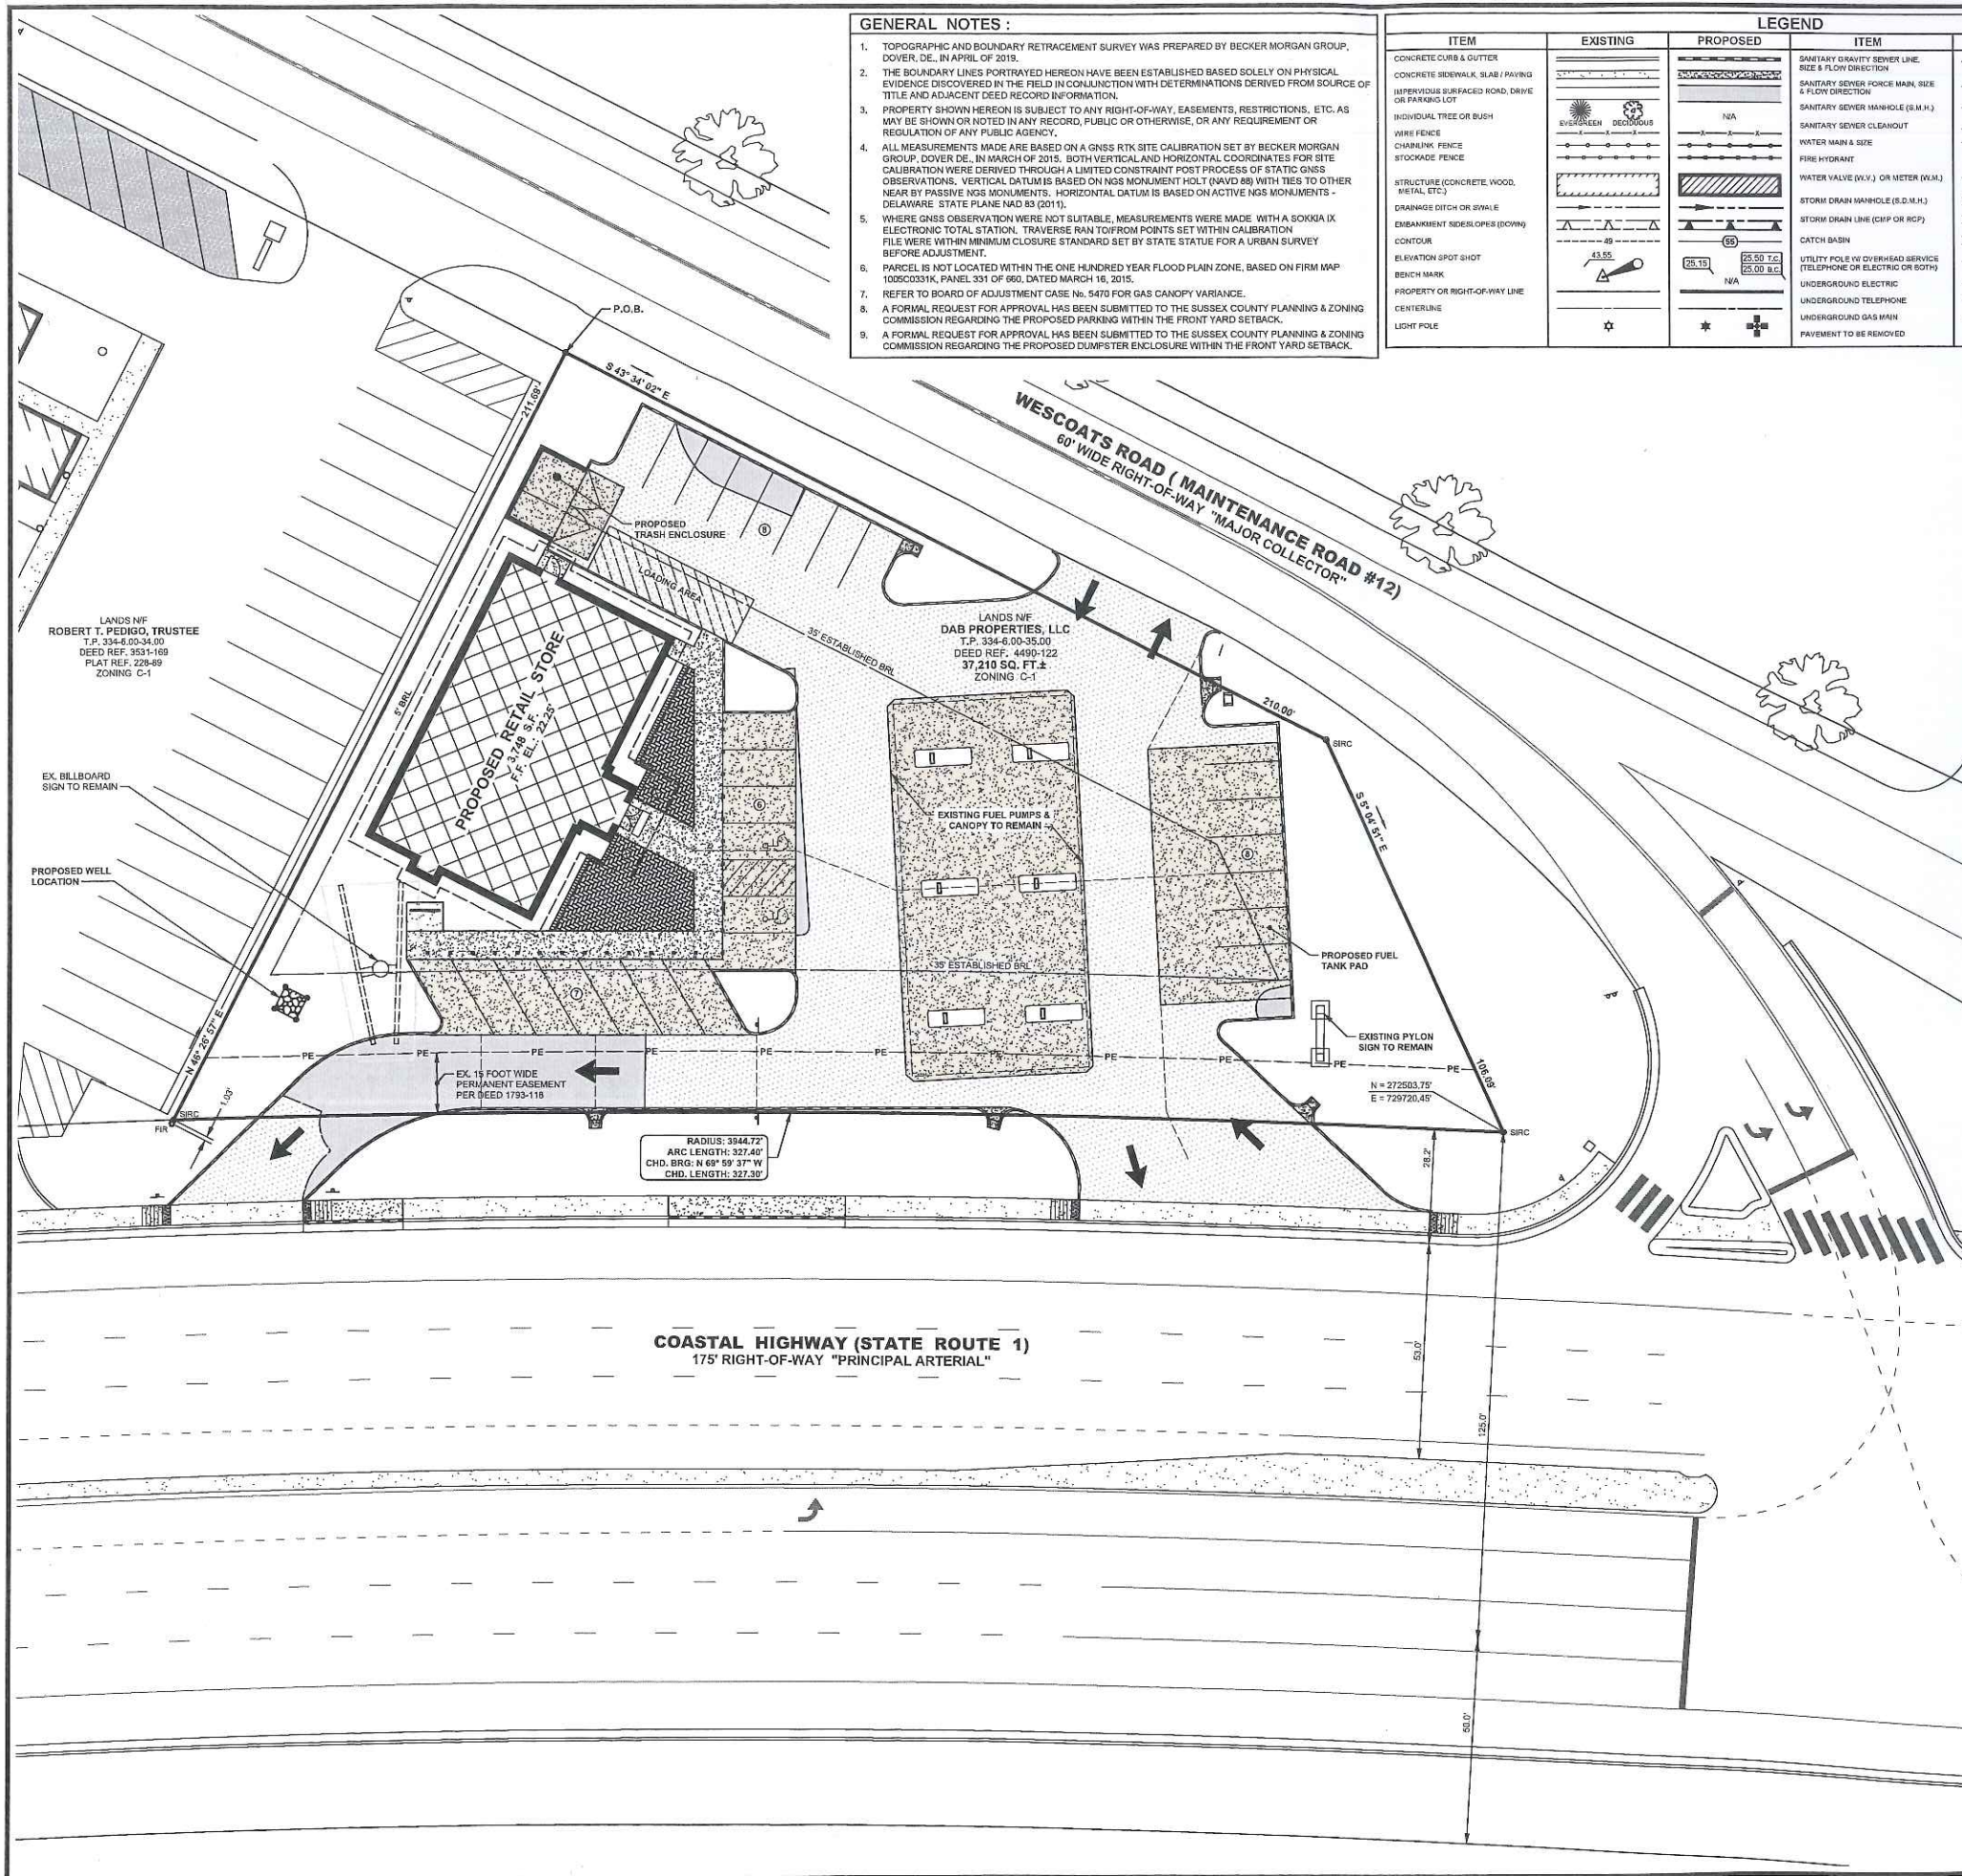 GENERAL NOTES :
1. TOPOGRAPHIC AND BOUNDARY RETRACEMENT SURVEY WAS PREPARED BY BECKER MORGAN GROUP,
DOVER, DE., IN APRIL OF 2019.
2. THE BOUNDARY LINES PORTRAYED HEREON HAVE BEEN ESTABLISHED BASED SOLELY ON PHYSICAL
EVIDENCE DISCOVERED IN THE FIELD IN CONJUNCTION WITH DETERMINATIONS DERIVED FROM SOURCE OF
TITLE AND ADJACENT DEED RECORD INFORMATION.
3. PROPERTY SHOWN HEREON IS SUBJECT TO ANY RIGHT-OF-WAY, EASEMENTS, RESTRICTIONS, ETC. AS
MAY BE SHOWN OR NOTED IN ANY RECORD, PUBLIC OR OTHERWISE, OR ANY REQUIREMENT OR
REGULATION OF ANY PUBLIC AGENCY.
4. ALL MEASUREMENTS MADE ARE BASED ON A GNSS RTK SITE CALIBRATION SET BY BECKER MORGAN
GROUP, DOVER DE., IN MARCH OF 2015. BOTH VERTICAL AND HORIZONTAL COORDINATES FOR SITE
CALIBRATION WERE DERIVED THROUGH A LIMITED CONSTRAINT POST PROCESS OF STATIC GNSS
OBSERVATIONS. VERTICAL DATUM IS BASED ON NGS MONUMENT HOLT (NAVD 88) WITH TIES TO OTHER
NEAR BY PASSIVE NGS MONUMENTS. HORIZONTAL DATUM IS BASED ON ACTIVE NGS MONUMENTS -
DELAWARE STATE PLANE NAD 83 (2011).
5. WHERE GNSS OBSERVATION WERE NOT SUITABLE, MEASUREMENTS WERE MADE WITH A SOKKIA IX
ELECTRONIC TOTAL STATION. TRAVERSE RAN TO/FROM POINTS SET WITHIN CALIBRATION
FILE WERE WITHIN MINIMUM CLOSURE STANDARD SET BY STATE STATUE FOR A URBAN SURVEY
BEFORE ADJUSTMENT.
6. PARCEL IS NOT LOCATED WITHIN THE ONE HUNDRED YEAR FLOOD PLAIN ZONE, BASED ON FIRM MAP
1005C0331K, PANEL 331 OF 660, DATED MARCH 16, 2015.
7. REFER TO BOARD OF ADJUSTMENT CASE No. 5470 FOR GAS CANOPY VARIANCE.
8. A FORMAL REQUEST FOR APPROVAL HAS BEEN SUBMITTED TO THE SUSSEX COUNTY PLANNING & ZONING
COMMISSION REGARDING THE PROPOSED PARKING WITHIN THE FRONT YARD SETBACK.
9. A FORMAL REQUEST FOR APPROVAL HAS BEEN SUBMITTED TO THE SUSSEX COUNTY PLANNING & ZONING
COMMISSION REGARDING THE PROPOSED DUMPSTER ENCLOSURE WITHIN THE FRONT YARD SETBACK.
LEGEND
ITEM EXISTING PROPOSED ITEM
CONCRETE CURB & GUTTER
CONCRETE SIDEWALK, SLAB / PAVING
IMPERVIOUS SURFACED ROAD, DRIVE
OR PARKING LOT
INDIVIDUAL TREE OR BUSH
EVERGREEN DECIDUOUS
N/A
WIRE FENCE
CHAINLINK FENCE
STOCKADE FENCE
STRUCTURE (CONCRETE, WOOD,
METAL, ETC.)
DRAINAGE DITCH OR SWALE
EMBANKMENT SIDESLOPES (DOWN)
CONTOUR
49
55
ELEVATION SPOT SHOT
43.55
25.15
25.50 T.C.
25.00 B.C.
BENCH MARK
N/A
PROPERTY OR RIGHT-OF-WAY LINE
CENTERLINE
LIGHT POLE
SANITARY GRAVITY SEWER LINE,
SIZE & FLOW DIRECTION
SANITARY SEWER FORCE MAIN, SIZE
& FLOW DIRECTION
SANITARY SEWER MANHOLE (S.M.H.)
SANITARY SEWER CLEANOUT
WATER MAIN & SIZE
FIRE HYDRANT
WATER VALVE (W.V.) OR METER (W.M.)
STORM DRAIN MANHOLE (S.D.M.H.)
STORM DRAIN LINE (CMP OR RCP)
CATCH BASIN
UTILITY POLE W/ OVERHEAD SERVICE
(TELEPHONE OR ELECTRIC OR BOTH)
UNDERGROUND ELECTRIC
UNDERGROUND TELEPHONE
UNDERGROUND GAS MAIN
PAVEMENT TO BE REMOVED
P.O.B.
S 43° 34' 02" E
211.69'
WESCOATS ROAD ( MAINTENANCE ROAD #12)
60' WIDE RIGHT-OF-WAY "MAJOR COLLECTOR"
PROPOSED
TRASH ENCLOSURE
8
LOADING AREA
35' ESTABLISHED BRL
LANDS N/F
ROBERT T. PEDIGO, TRUSTEE
T.P. 334-6.00-34.00
DEED REF. 3531-169
PLAT REF. 228-89
ZONING C-1
LANDS N/F
DAB PROPERTIES, LLC
T.P. 334-6.00-35.00
DEED REF. 4490-122
37,210 SQ. FT.±
ZONING C-1
5' BRL
PROPOSED RETAIL STORE
3,748 S.F.
F.F. EL.: 22.25'
210.00'
SIRC
S 5° 04' 51" E
EX. BILLBOARD
SIGN TO REMAIN
6
EXISTING FUEL PUMPS &
CANOPY TO REMAIN
8
PROPOSED WELL
LOCATION
PROPOSED FUEL
TANK PAD
35' ESTABLISHED BRL
7
N 46° 26' 57" E
EXISTING PYLON
SIGN TO REMAIN
PE PE PE PE PE PE PE PE PE PE PE
EX. 15 FOOT WIDE
PERMANENT EASEMENT
PER DEED 1793-118
N = 272503.75'
E = 729720.45'
106.09'
1.03'
SIRC
FIR
SIRC
RADIUS: 3944.72'
ARC LENGTH: 327.40'
CHD. BRG: N 69° 59' 37" W
CHD. LENGTH: 327.30'
28.2'
COASTAL HIGHWAY (STATE ROUTE 1)
175' RIGHT-OF-WAY "PRINCIPAL ARTERIAL"
53.0'
125.0'
50.0'